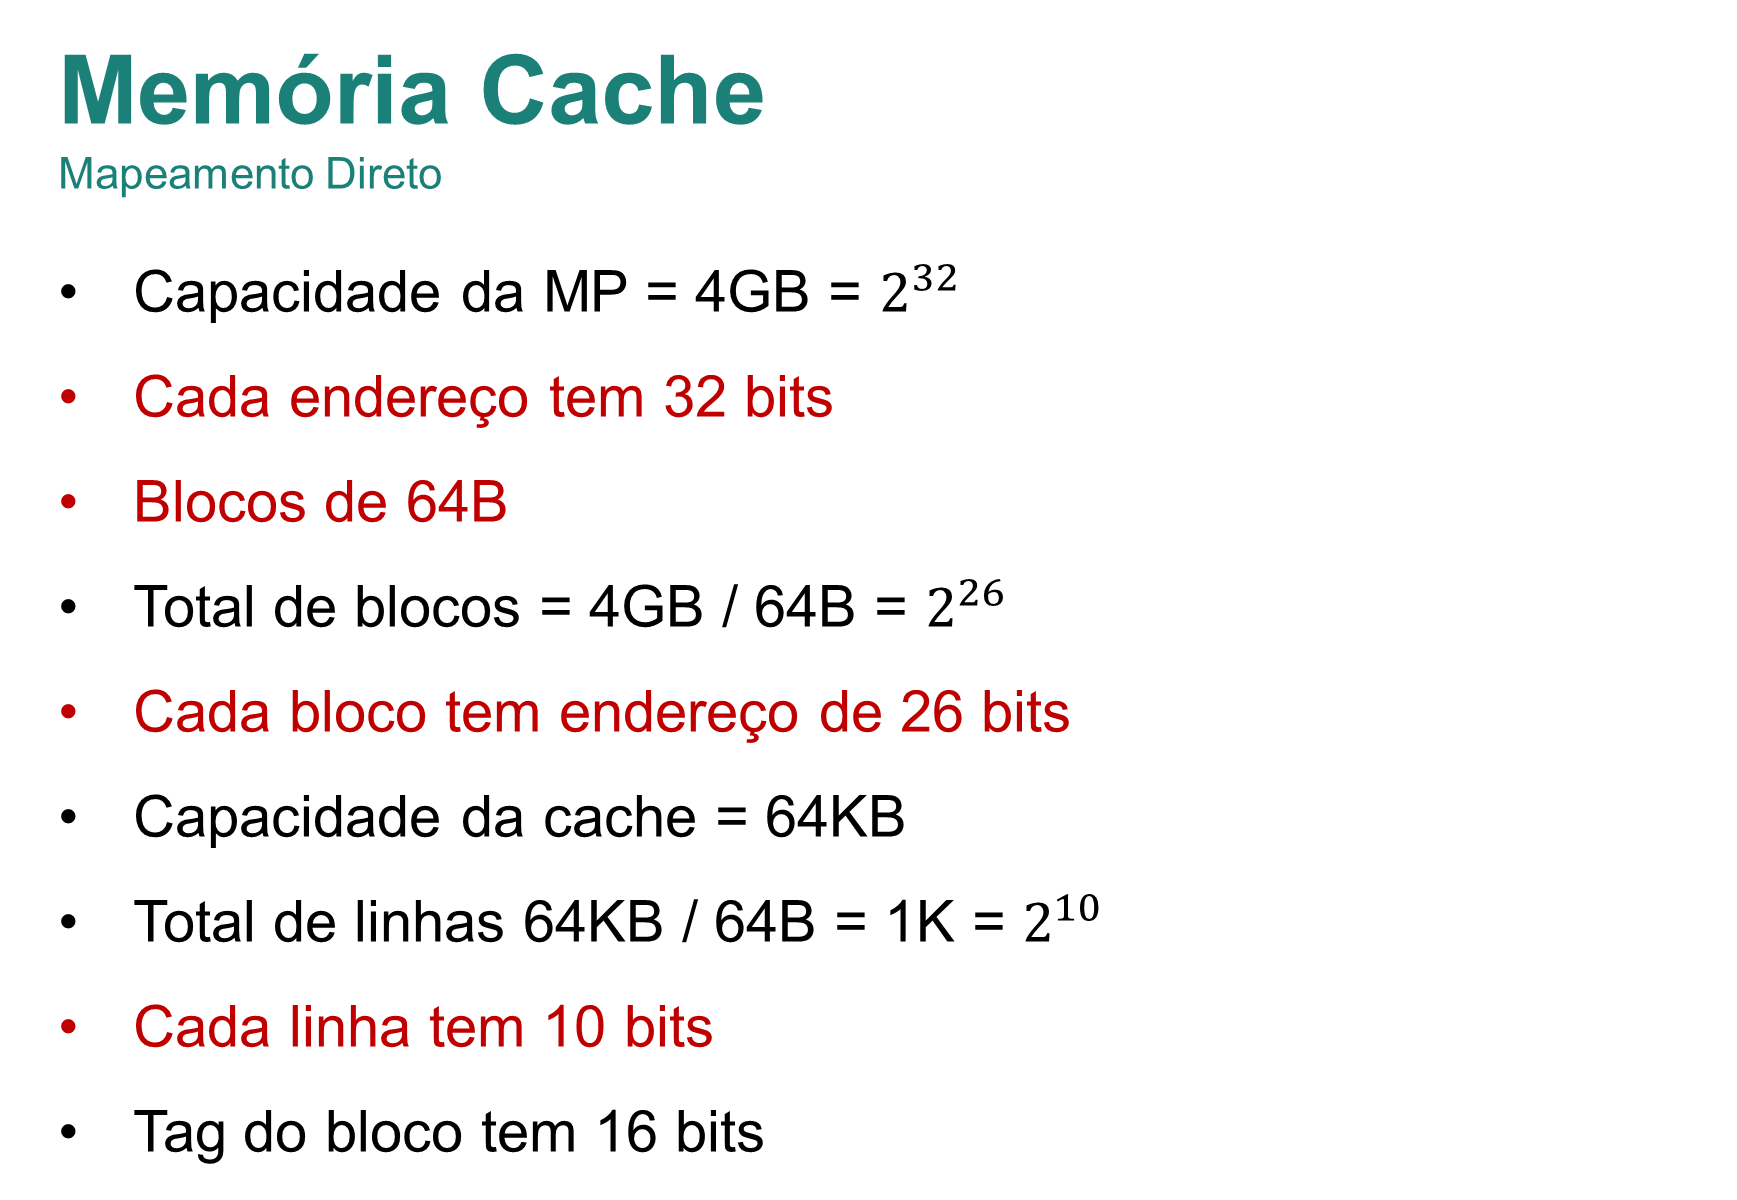 Memória Cache
Mapeamento Direto
• Capacidade da MP = 4GB = 2³²
• Cada endereço tem 32 bits
• Blocos de 64B
• Total de blocos = 4GB / 64B = 2²⁶
• Cada bloco tem endereço de 26 bits
• Capacidade da cache = 64KB
• Total de linhas 64KB / 64B = 1K = 2¹⁰
• Cada linha tem 10 bits
• Tag do bloco tem 16 bits